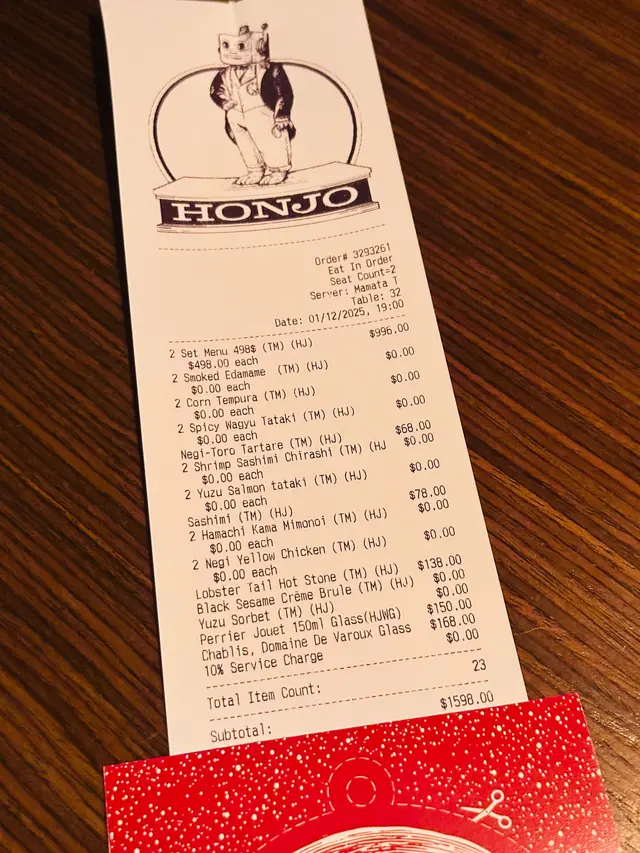 HONJO
Order# 3293261
Eat In Order
Seat Count=2
Server: Mamata T
Table: 32
Date: 01/12/2025, 19:00
2 Set Menu 498$ (TM) (HJ) $996.00
$498.00 each
2 Smoked Edamame (TM) (HJ) $0.00
$0.00 each
2 Corn Tempura (TM) (HJ) $0.00
$0.00 each
2 Spicy Wagyu Tataki (TM) (HJ) $0.00
$0.00 each
Negi-Toro Tartare (TM) (HJ) $68.00
2 Shrimp Sashimi Chirashi (TM) (HJ $0.00
$0.00 each
2 Yuzu Salmon tataki (TM) (HJ) $0.00
$0.00 each
Sashimi (TM) (HJ) $78.00
2 Hamachi Kama Mimonoi (TM) (HJ) $0.00
$0.00 each
2 Negi Yellow Chicken (TM) (HJ) $0.00
$0.00 each
Lobster Tail Hot Stone (TM) (HJ) $138.00
Black Sesame Crême Brule (TM) (HJ) $0.00
Yuzu Sorbet (TM) (HJ) $0.00
Perrier Jouet 150ml Glass(HJWG) $150.00
Chablis, Domaine De Varoux Glass $168.00
10% Service Charge $0.00
Total Item Count: 23
Subtotal: $1598.00